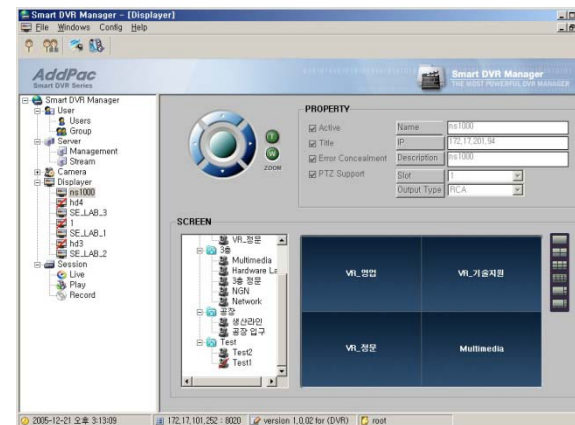 Smart DVR Manager - [Displayer]
File Windows Config Help
AddPac
Smart DVR Series
Smart DVR Manager
THE MOST POWERFUL DVR MANAGER
Smart DVR Manager
User
Users
Group
Server
Management
Stream
Camera
Displayer
ns1000
hd4
SE_LAB_3
1
SE_LAB_1
hd3
SE_LAB_2
Session
Live
Play
Record
T
W
ZOOM
PROPERTY
Active
Title
Error Concealment
PTZ Support
Name ns1000
IP 172,17,201,94
Description ns1000
Slot 1
Output Type RCA
SCREEN
VR_정문
3층
Multimedia
Hardware La
3층 정문
NGN
Network
공장
생산라인
공장 입구
Test
Test2
Test1
VR_영업
VR_기술지원
VR_정문
Multimedia
2005-12-21 오후 3:13:09
172,17,101,252 : 8020
version 1,0,02 for (DVR)
root